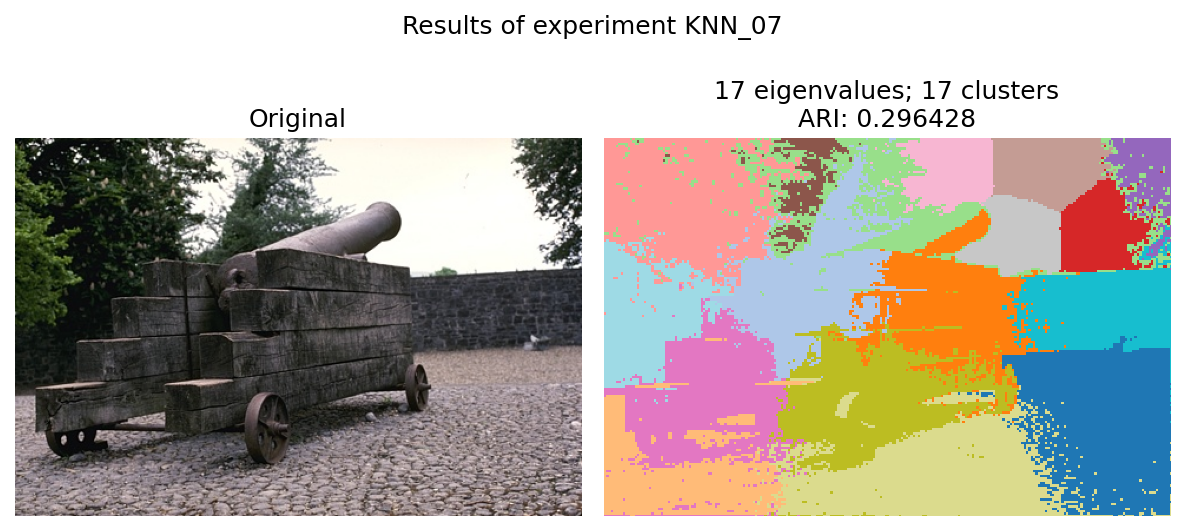 Results of experiment KNN_07
Original
17 eigenvalues; 17 clusters
ARI: 0.296428